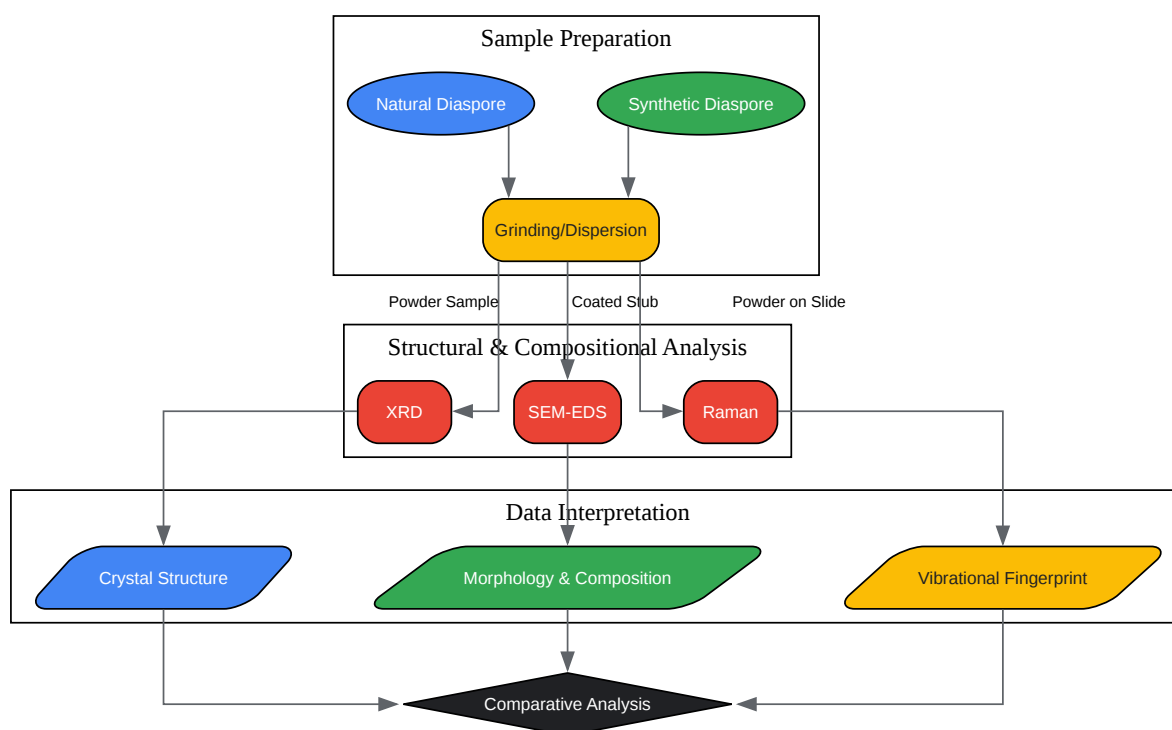 Sample Preparation
Natural Diaspore
Synthetic Diaspore
Grinding/Dispersion
Powder Sample
Coated Stub
Powder on Slide
Structural & Compositional Analysis
XRD
SEM-EDS
Raman
Data Interpretation
Crystal Structure
Morphology & Composition
Vibrational Fingerprint
Comparative Analysis